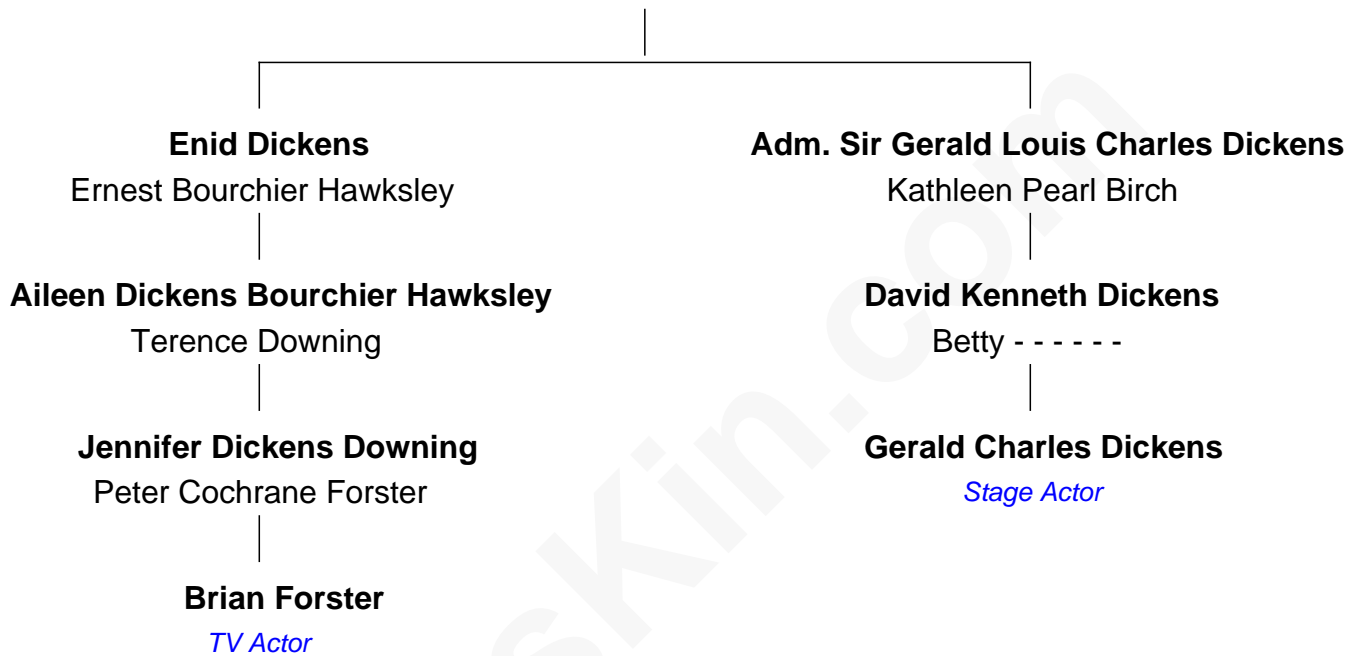 Enid Dickens
Ernest Bourchier Hawksley
Adm. Sir Gerald Louis Charles Dickens
Kathleen Pearl Birch
Aileen Dickens Bourchier Hawksley
Terence Downing
David Kenneth Dickens
Betty - - - - - -
Jennifer Dickens Downing
Peter Cochrane Forster
Gerald Charles Dickens
Stage Actor
Brian Forster
TV Actor
sKin.com